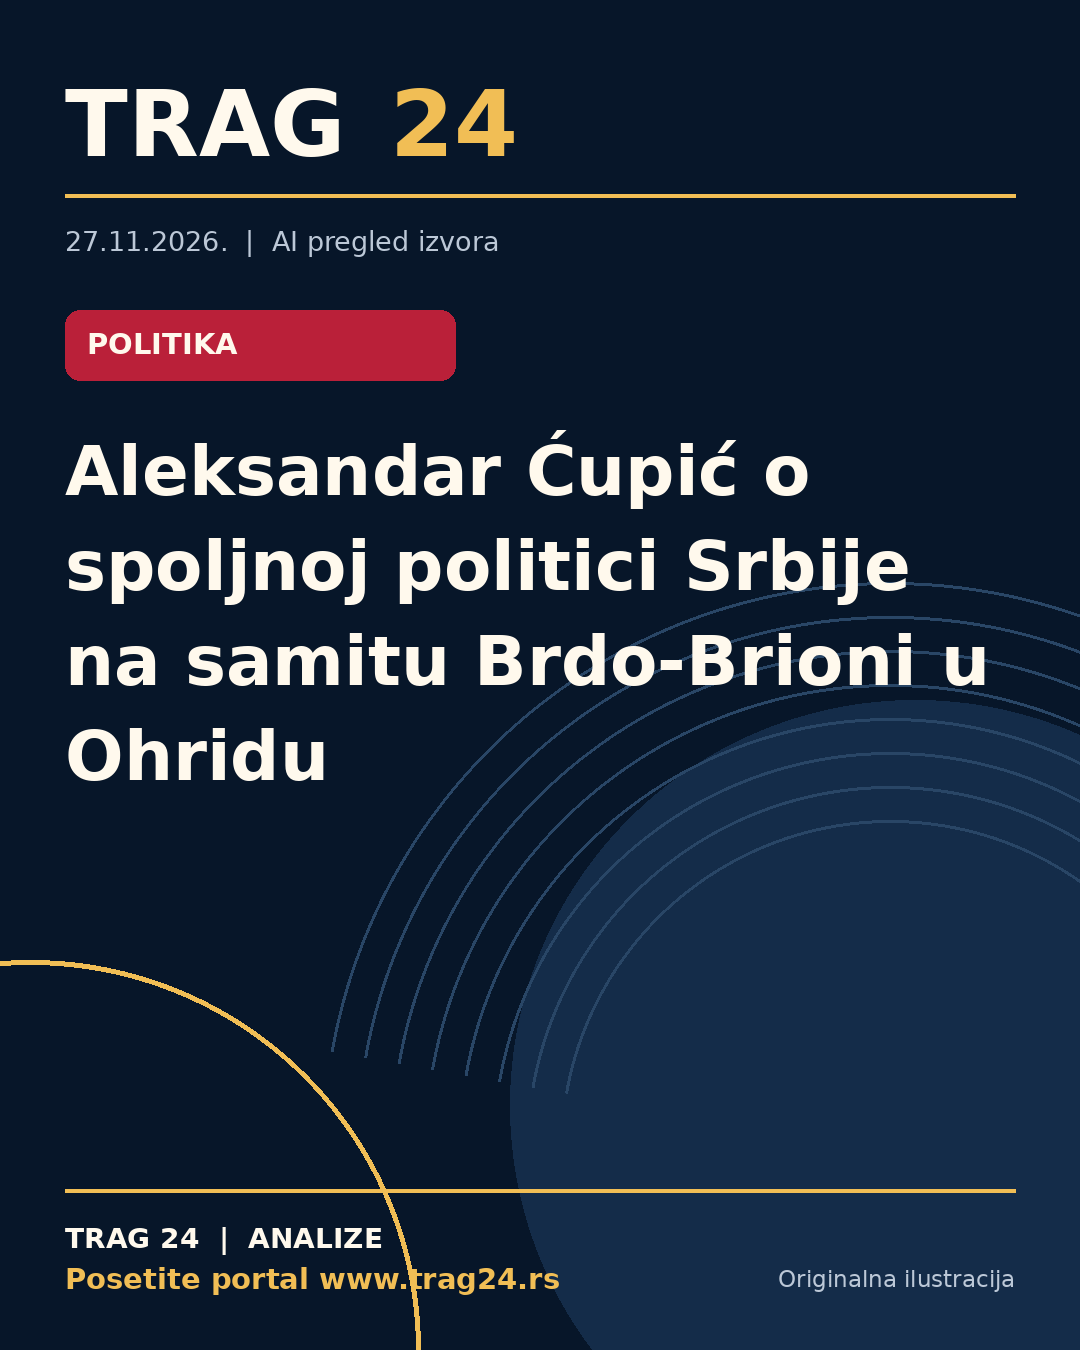 TRAG 24
27.11.2026. | AI pregled izvora
POLITIKA
Aleksandar Ćupić o
spoljnoj politici Srbije
na samitu Brdo-Brioni u
Ohridu
TRAG 24 | ANALIZE
Posetite portal www.trag24.rs
Originalna ilustracija